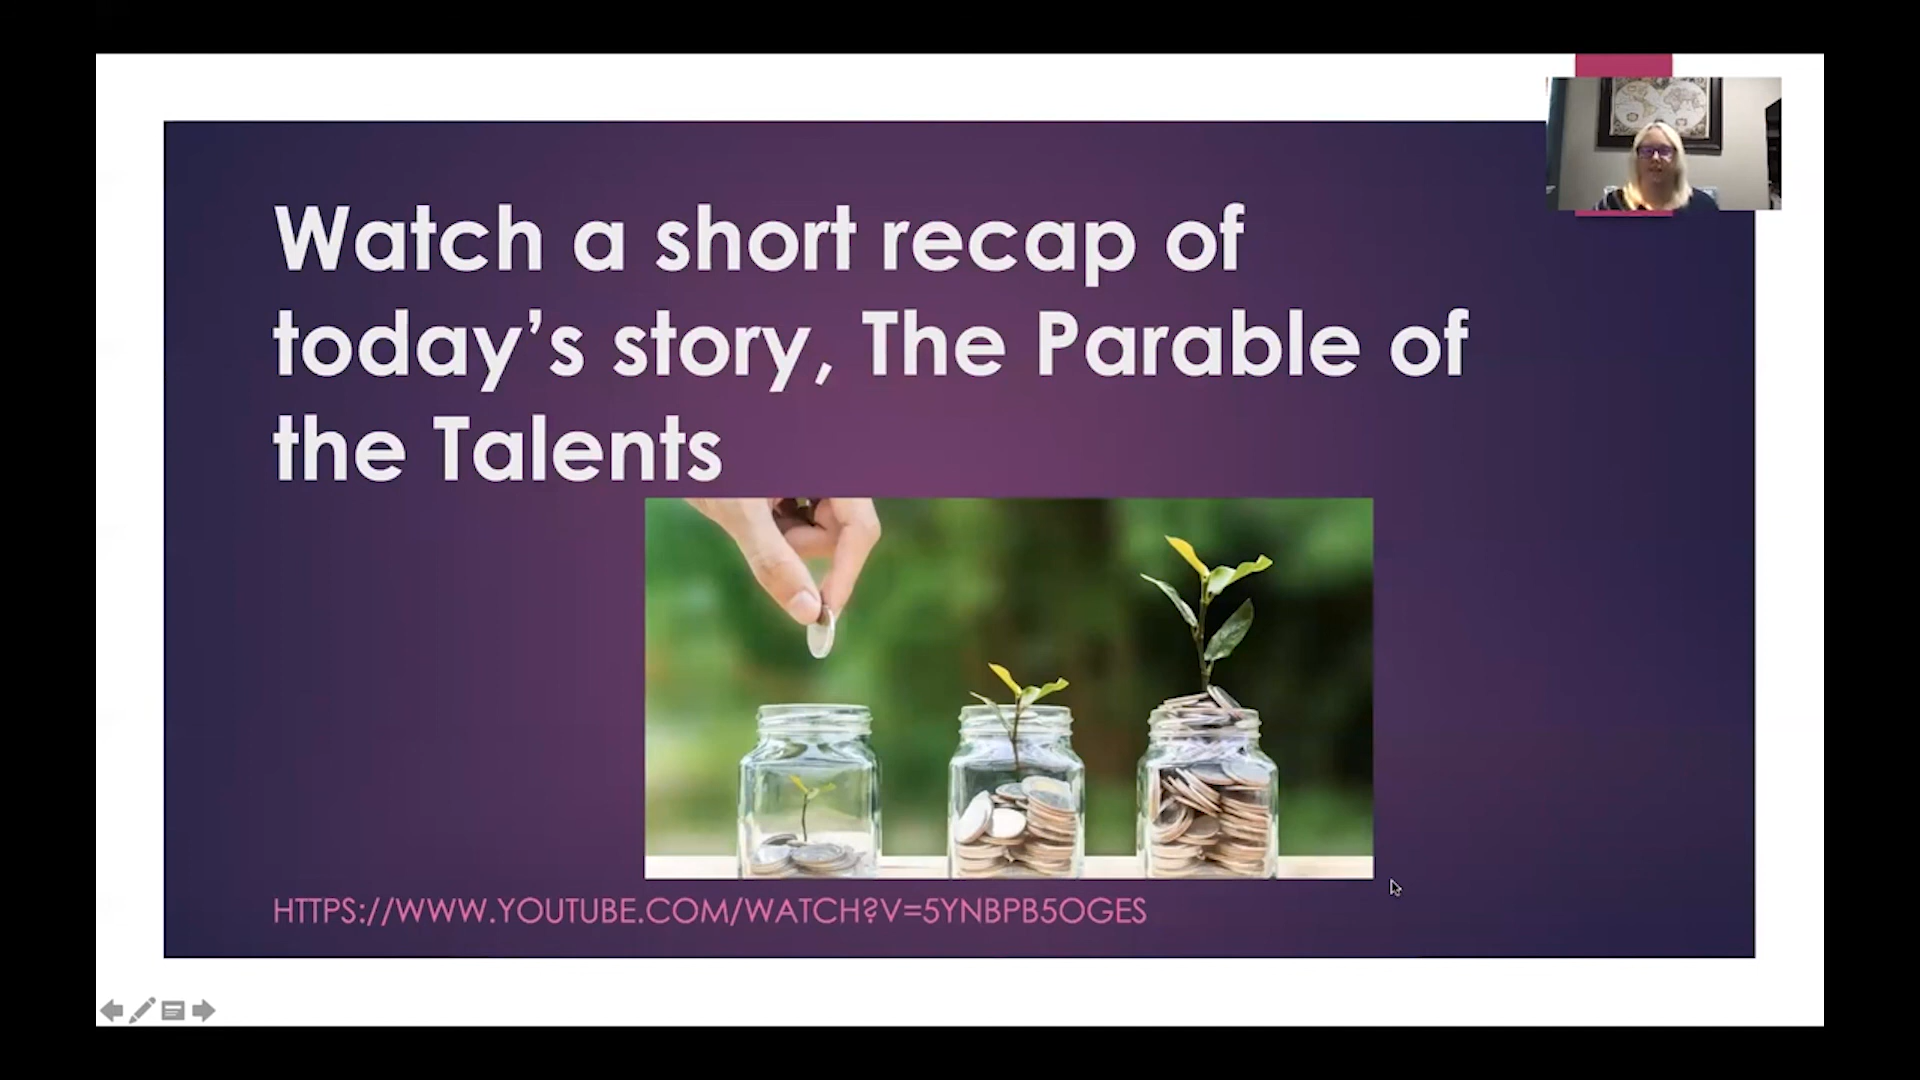 Watch a short recap of
today’s story, The Parable of
the Talents
HTTPS://WWW.YOUTUBE.COM/WATCH?V=5YNBPB5OGES